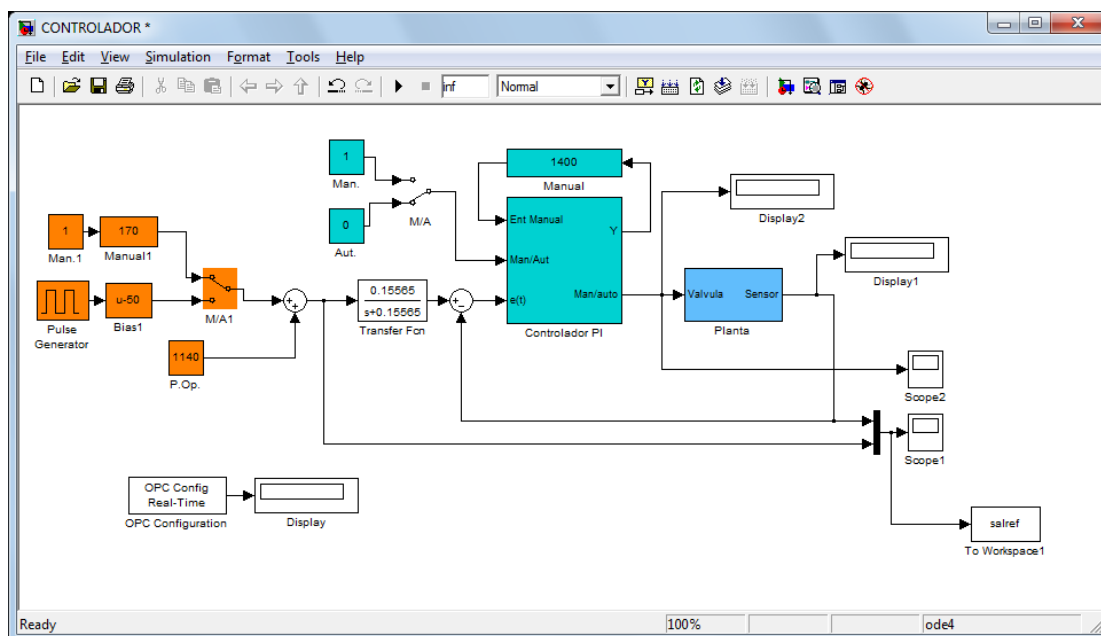 CONTROLADOR *
File Edit View Simulation Format Tools Help
inf Normal
1
Man.
0
Aut.
M/A
1400
Manual
Ent Manual
Man/Aut
e(t)
Y
Man/auto
Controlador PI
Display2
Display1
1
Man.1
170
Manual1
Pulse
Generator
u-50
Bias1
M/A1
1140
P.Op.
0.15565
s+0.15565
Transfer Fcn
Valvula Sensor
Planta
Scope2
Scope1
OPC Config
Real-Time
OPC Configuration
Display
salref
To Workspace1
Ready 100% ode4